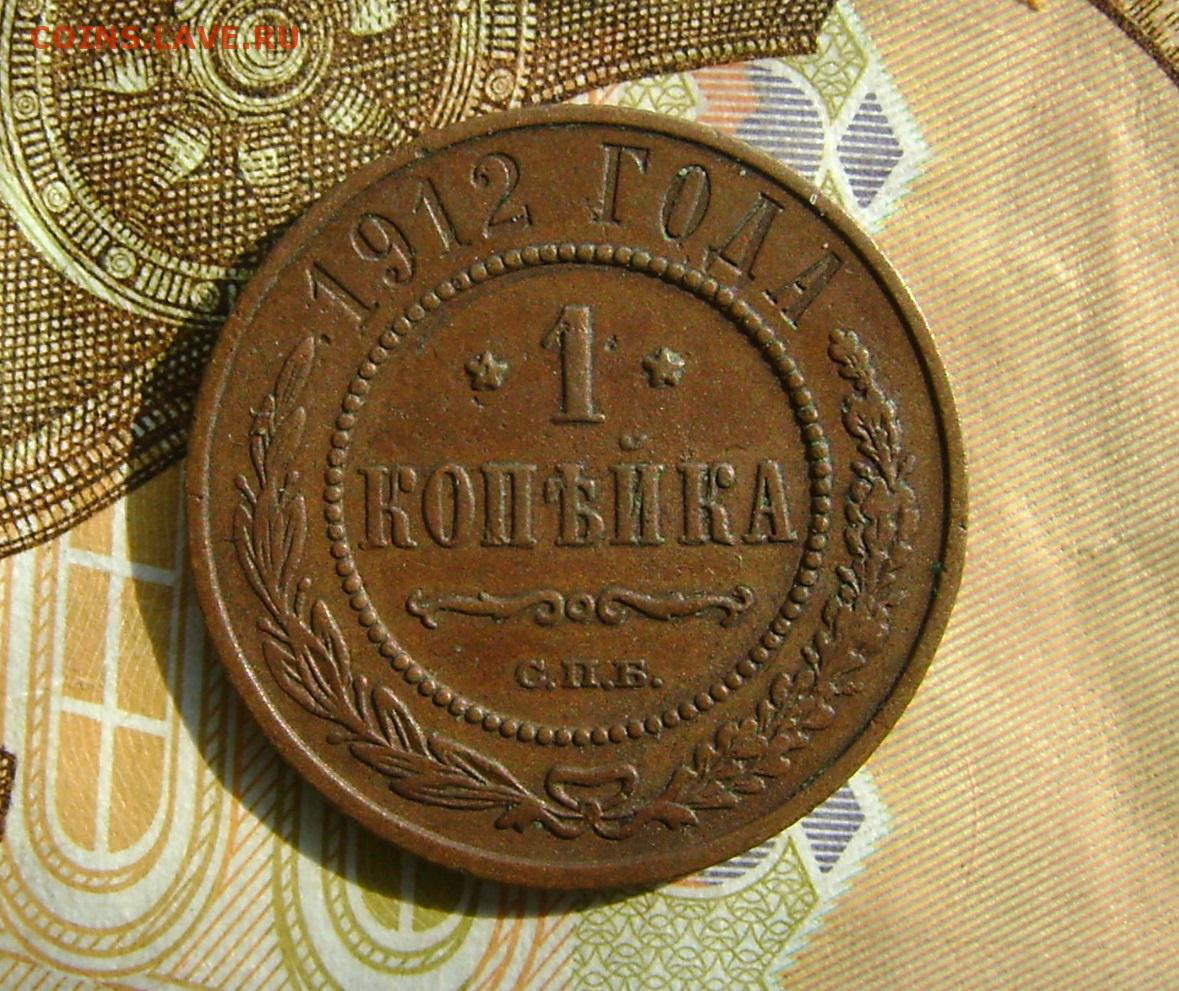 COINS.LAVE.RU
1912 ГОДА
1
КОПѢЙКА
С.П.Б.